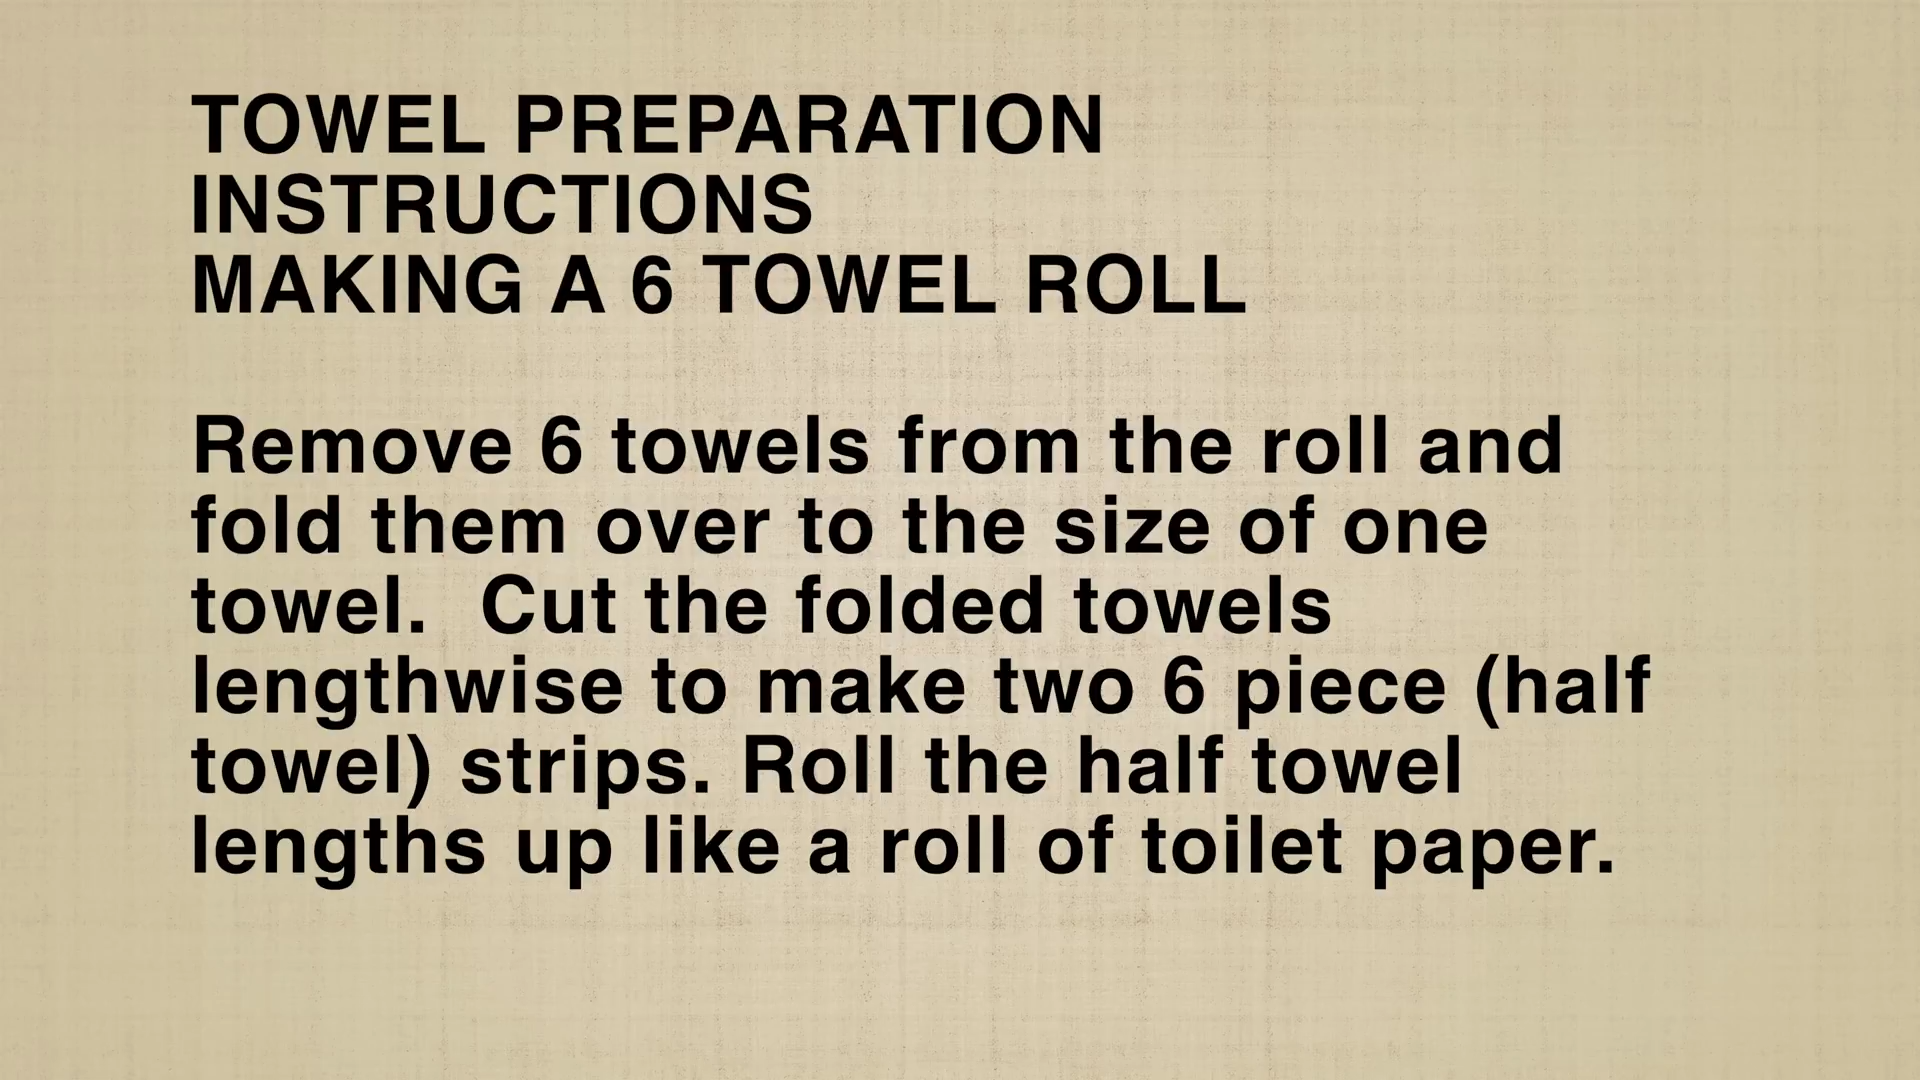 TOWEL PREPARATION
INSTRUCTIONS
MAKING A 6 TOWEL ROLL
Remove 6 towels from the roll and
fold them over to the size of one
towel.  Cut the folded towels
lengthwise to make two 6 piece (half
towel) strips. Roll the half towel
lengths up like a roll of toilet paper.